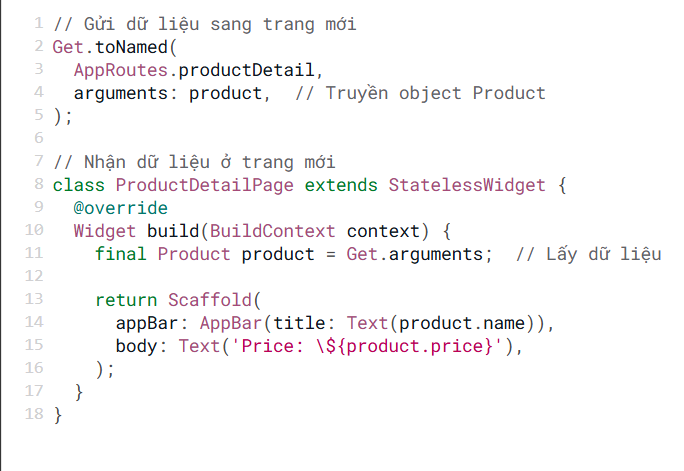 1 // Gửi dữ liệu sang trang mới
2 Get.toNamed(
3   AppRoutes.productDetail,
4   arguments: product,  // Truyền object Product
5 );
6
7 // Nhận dữ liệu ở trang mới
8 class ProductDetailPage extends StatelessWidget {
9   @override
10   Widget build(BuildContext context) {
11     final Product product = Get.arguments;  // Lấy dữ liệu
12
13     return Scaffold(
14       appBar: AppBar(title: Text(product.name)),
15       body: Text('Price: \${product.price}'),
16     );
17   }
18 }